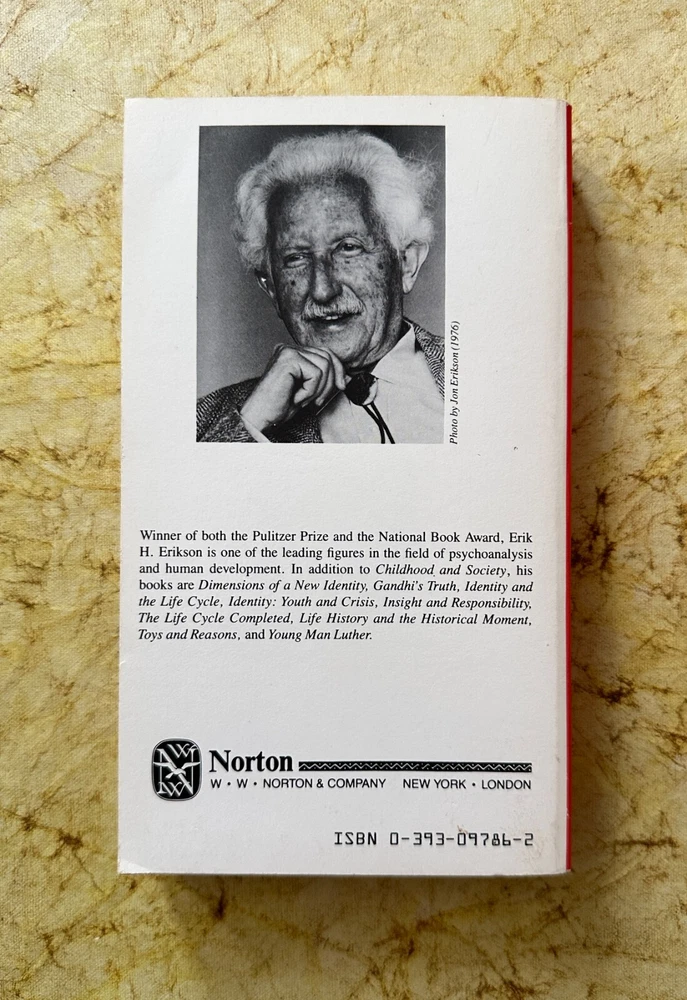 Photo by Jon Erikson (1976)
Winner of both the Pulitzer Prize and the National Book Award, Erik
H. Erikson is one of the leading figures in the field of psychoanalysis
and human development. In addition to Childhood and Society, his
books are Dimensions of a New Identity, Gandhi's Truth, Identity and
the Life Cycle, Identity: Youth and Crisis, Insight and Responsibility,
The Life Cycle Completed, Life History and the Historical Moment,
Toys and Reasons, and Young Man Luther.
Norton
W • W • NORTON & COMPANY NEW YORK • LONDON
ISBN 0-393-09786-2